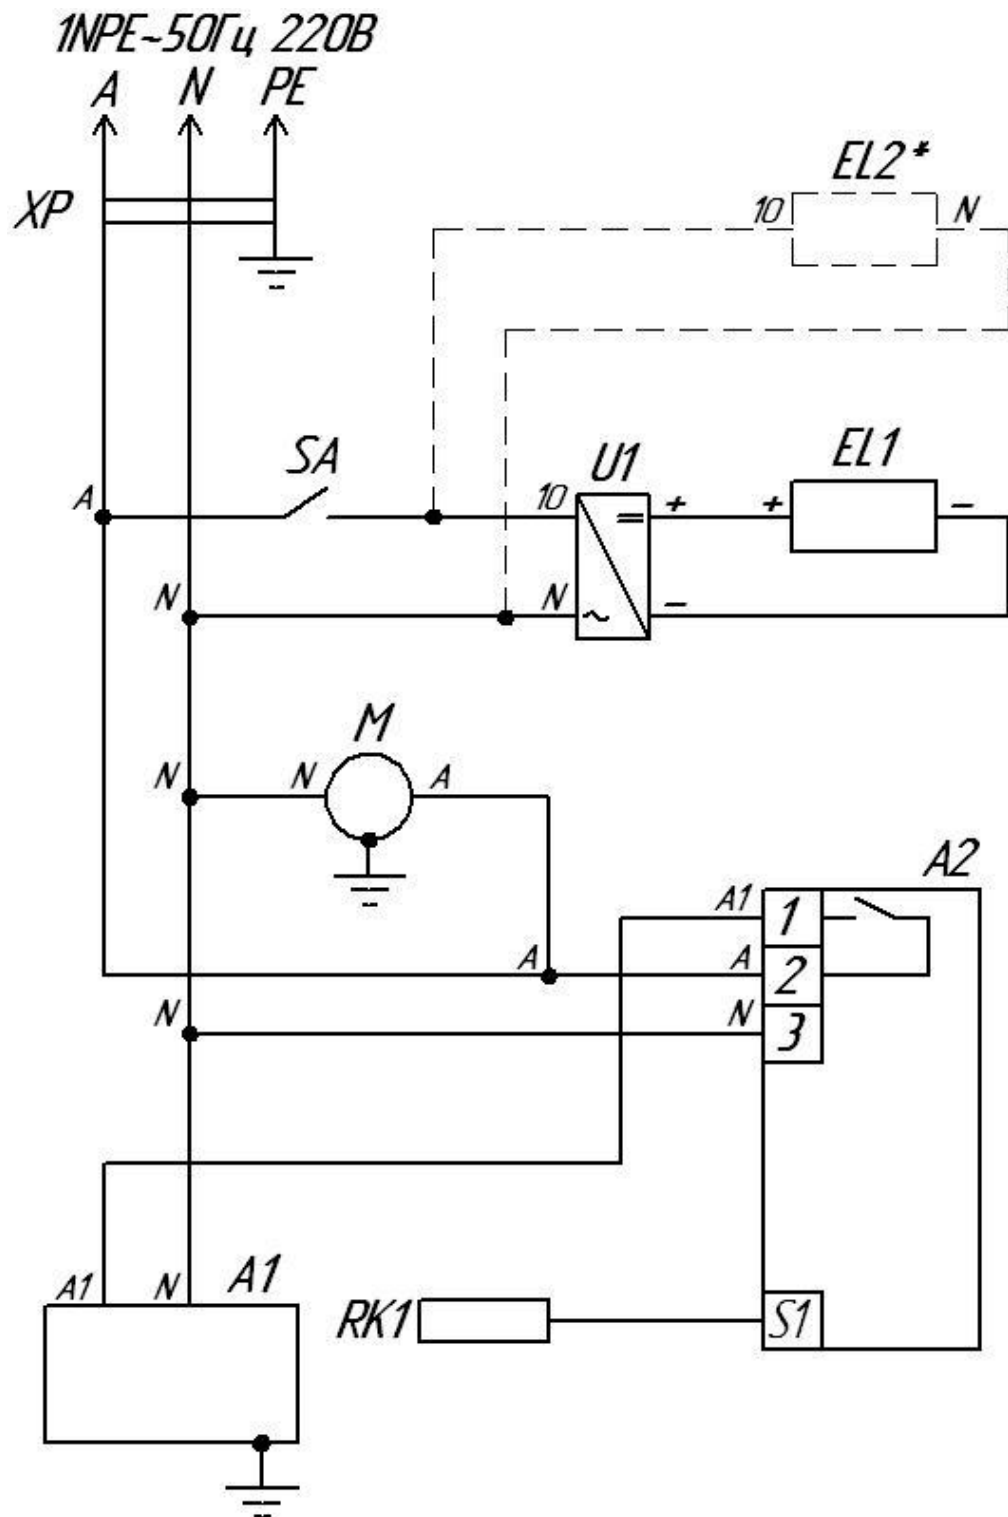 1NPE~50Гц 220В
A N PE
XP
EL2*
10 N
SA
U1
EL1
A
10
+
+
−
=
N
N
~
−
M
N
N
A
A2
A1
1
A
A
2
N
N
3
A1
N
A1
RK1
S1